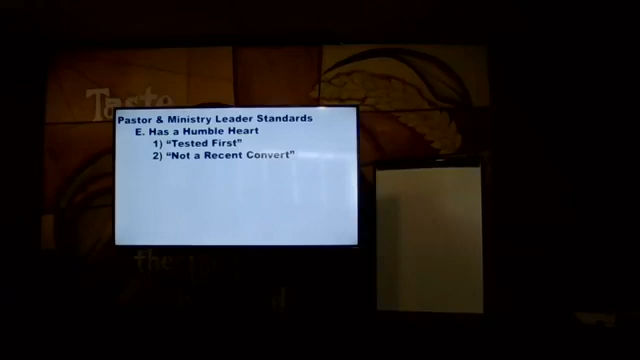 Taste
Pastor & Ministry Leader Standards
E. Has a Humble Heart
1) “Tested First”
2) “Not a Recent Convert”
the